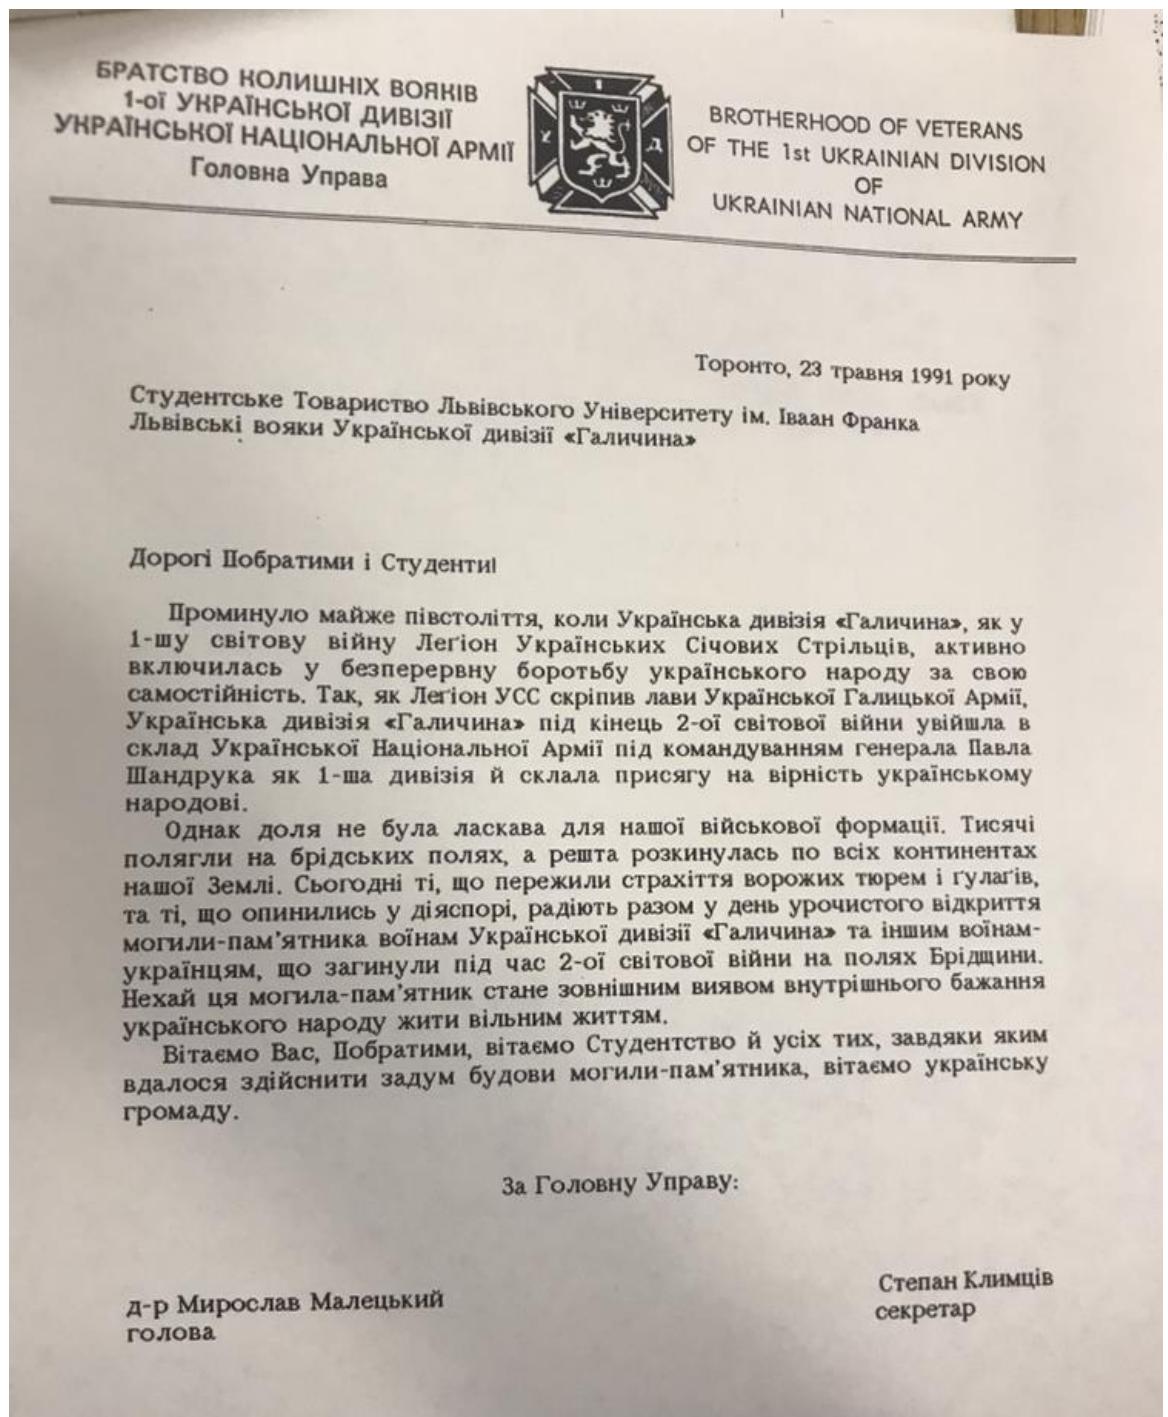 БРАТСТВО КОЛИШНІХ ВОЯКІВ
1-ої УКРАЇНСЬКОЇ ДИВІЗІЇ
УКРАЇНСЬКОЇ НАЦІОНАЛЬНОЇ АРМІЇ
Головна Управа
У Д
BROTHERHOOD OF VETERANS
OF THE 1st UKRAINIAN DIVISION
OF
UKRAINIAN NATIONAL ARMY
Торонто, 23 травня 1991 року
Студентське Товариство Львівського Університету ім. Іваан Франка
Львівські вояки Української дивізії «Галичина»
Дорогі Побратими і Студенти!
Проминуло майже півстоліття, коли Українська дивізія «Галичина», як у
1-шу світову війну Леґіон Українських Січових Стрільців, активно
включилась у безперервну боротьбу українського народу за свою
самостійність. Так, як Леґіон УСС скріпив лави Української Галицької Армії,
Українська дивізія «Галичина» під кінець 2-ої світової війни увійшла в
склад Української Національної Армії під командуванням генерала Павла
Шандрука як 1-ша дивізія й склала присягу на вірність українському
народові.
Однак доля не була ласкава для нашої військової формації. Тисячі
полягли на брідських полях, а решта розкинулась по всіх континентах
нашої Землі. Сьогодні ті, що пережили страхіття ворожих тюрем і ґулаґів,
та ті, що опинились у діяспорі, радіють разом у день урочистого відкриття
могили-пам’ятника воїнам Української дивізії «Галичина» та іншим воїнам-
українцям, що загинули під час 2-ої світової війни на полях Брідщини.
Нехай ця могила-пам’ятник стане зовнішним виявом внутрішнього бажання
українського народу жити вільним життям.
Вітаємо Вас, Побратими, вітаємо Студентство й усіх тих, завдяки яким
вдалося здійснити задум будови могили-пам’ятника, вітаємо українську
громаду.
За Головну Управу:
д-р Мирослав Малецький
голова
Степан Климців
секретар